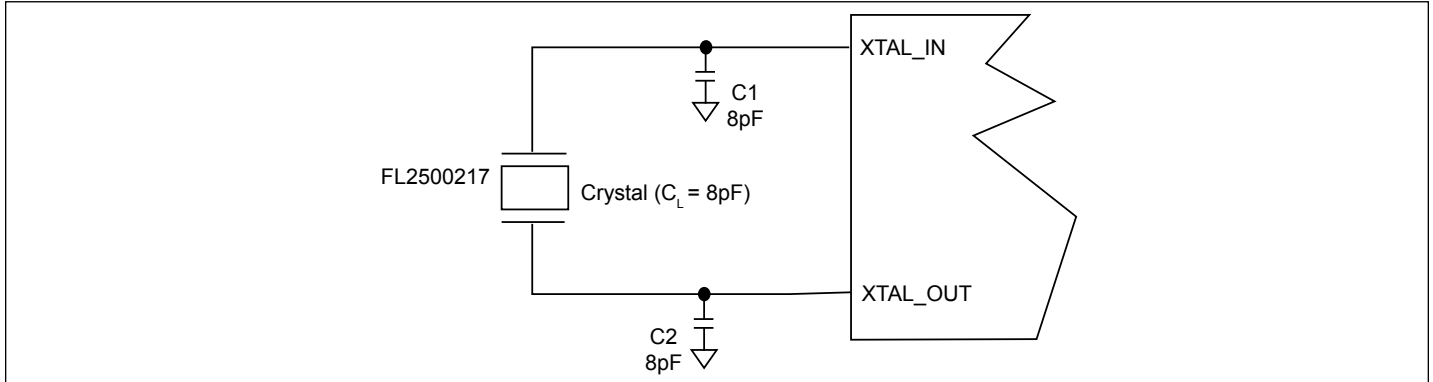 XTAL_IN
C1
8pF
FL2500217
Crystal (C_L = 8pF)
XTAL_OUT
C2
8pF